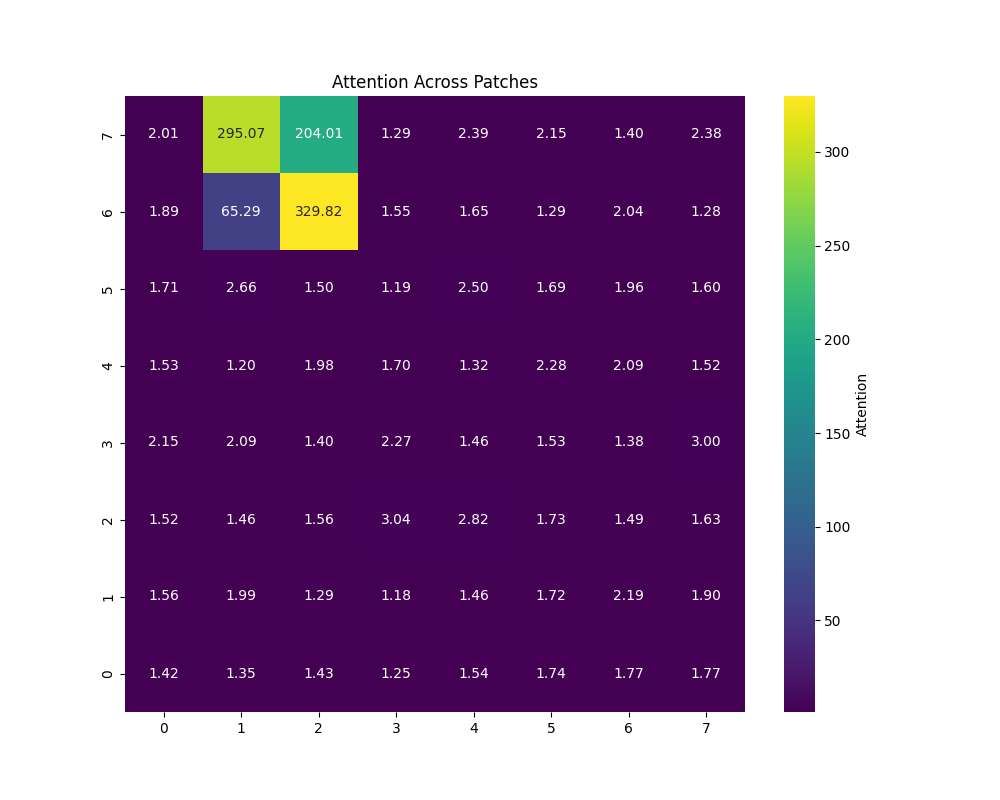 Attention Across Patches
7 2.01 295.07 204.01 1.29 2.39 2.15 1.40 2.38
6 1.89 65.29 329.82 1.55 1.65 1.29 2.04 1.28
5 1.71 2.66 1.50 1.19 2.50 1.69 1.96 1.60
4 1.53 1.20 1.98 1.70 1.32 2.28 2.09 1.52
3 2.15 2.09 1.40 2.27 1.46 1.53 1.38 3.00
2 1.52 1.46 1.56 3.04 2.82 1.73 1.49 1.63
1 1.56 1.99 1.29 1.18 1.46 1.72 2.19 1.90
0 1.42 1.35 1.43 1.25 1.54 1.74 1.77 1.77
0 1 2 3 4 5 6 7
300
250
200
150
100
50
Attention